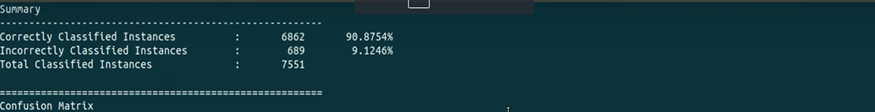 Summary
-------------------------------------------------------
Correctly Classified Instances : 6862 90.8754%
Incorrectly Classified Instances : 689 9.1246%
Total Classified Instances : 7551
=======================================================
Confusion Matrix